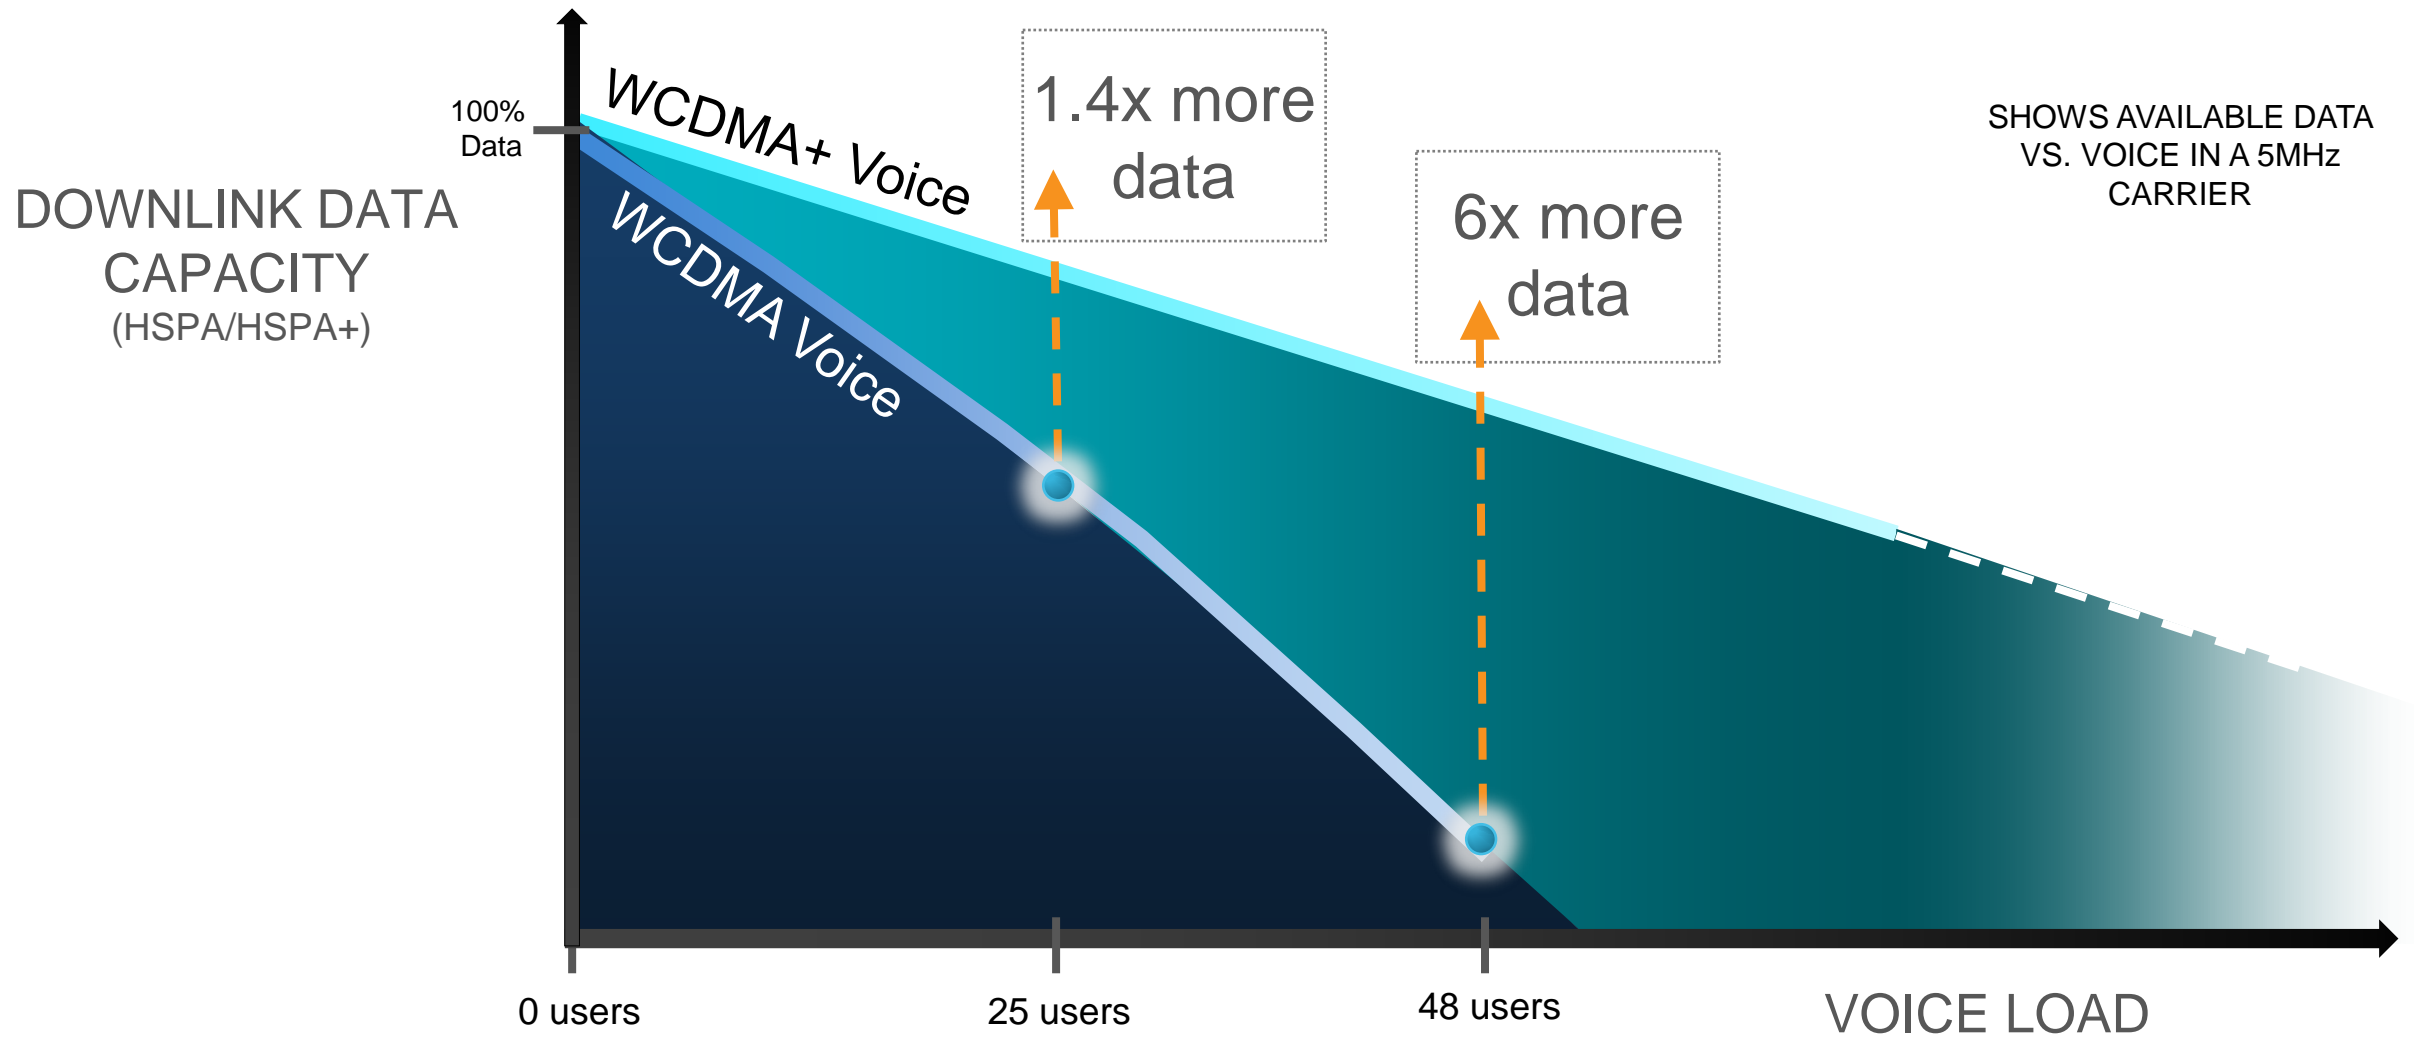 WCDMA+ Voice
1.4x more
data
100%
Data
SHOWS AVAILABLE DATA
VS. VOICE IN A 5MHz
CARRIER
DOWNLINK DATA
CAPACITY
(HSPA/HSPA+)
WCDMA Voice
6x more
data
0 users
25 users
48 users
VOICE LOAD